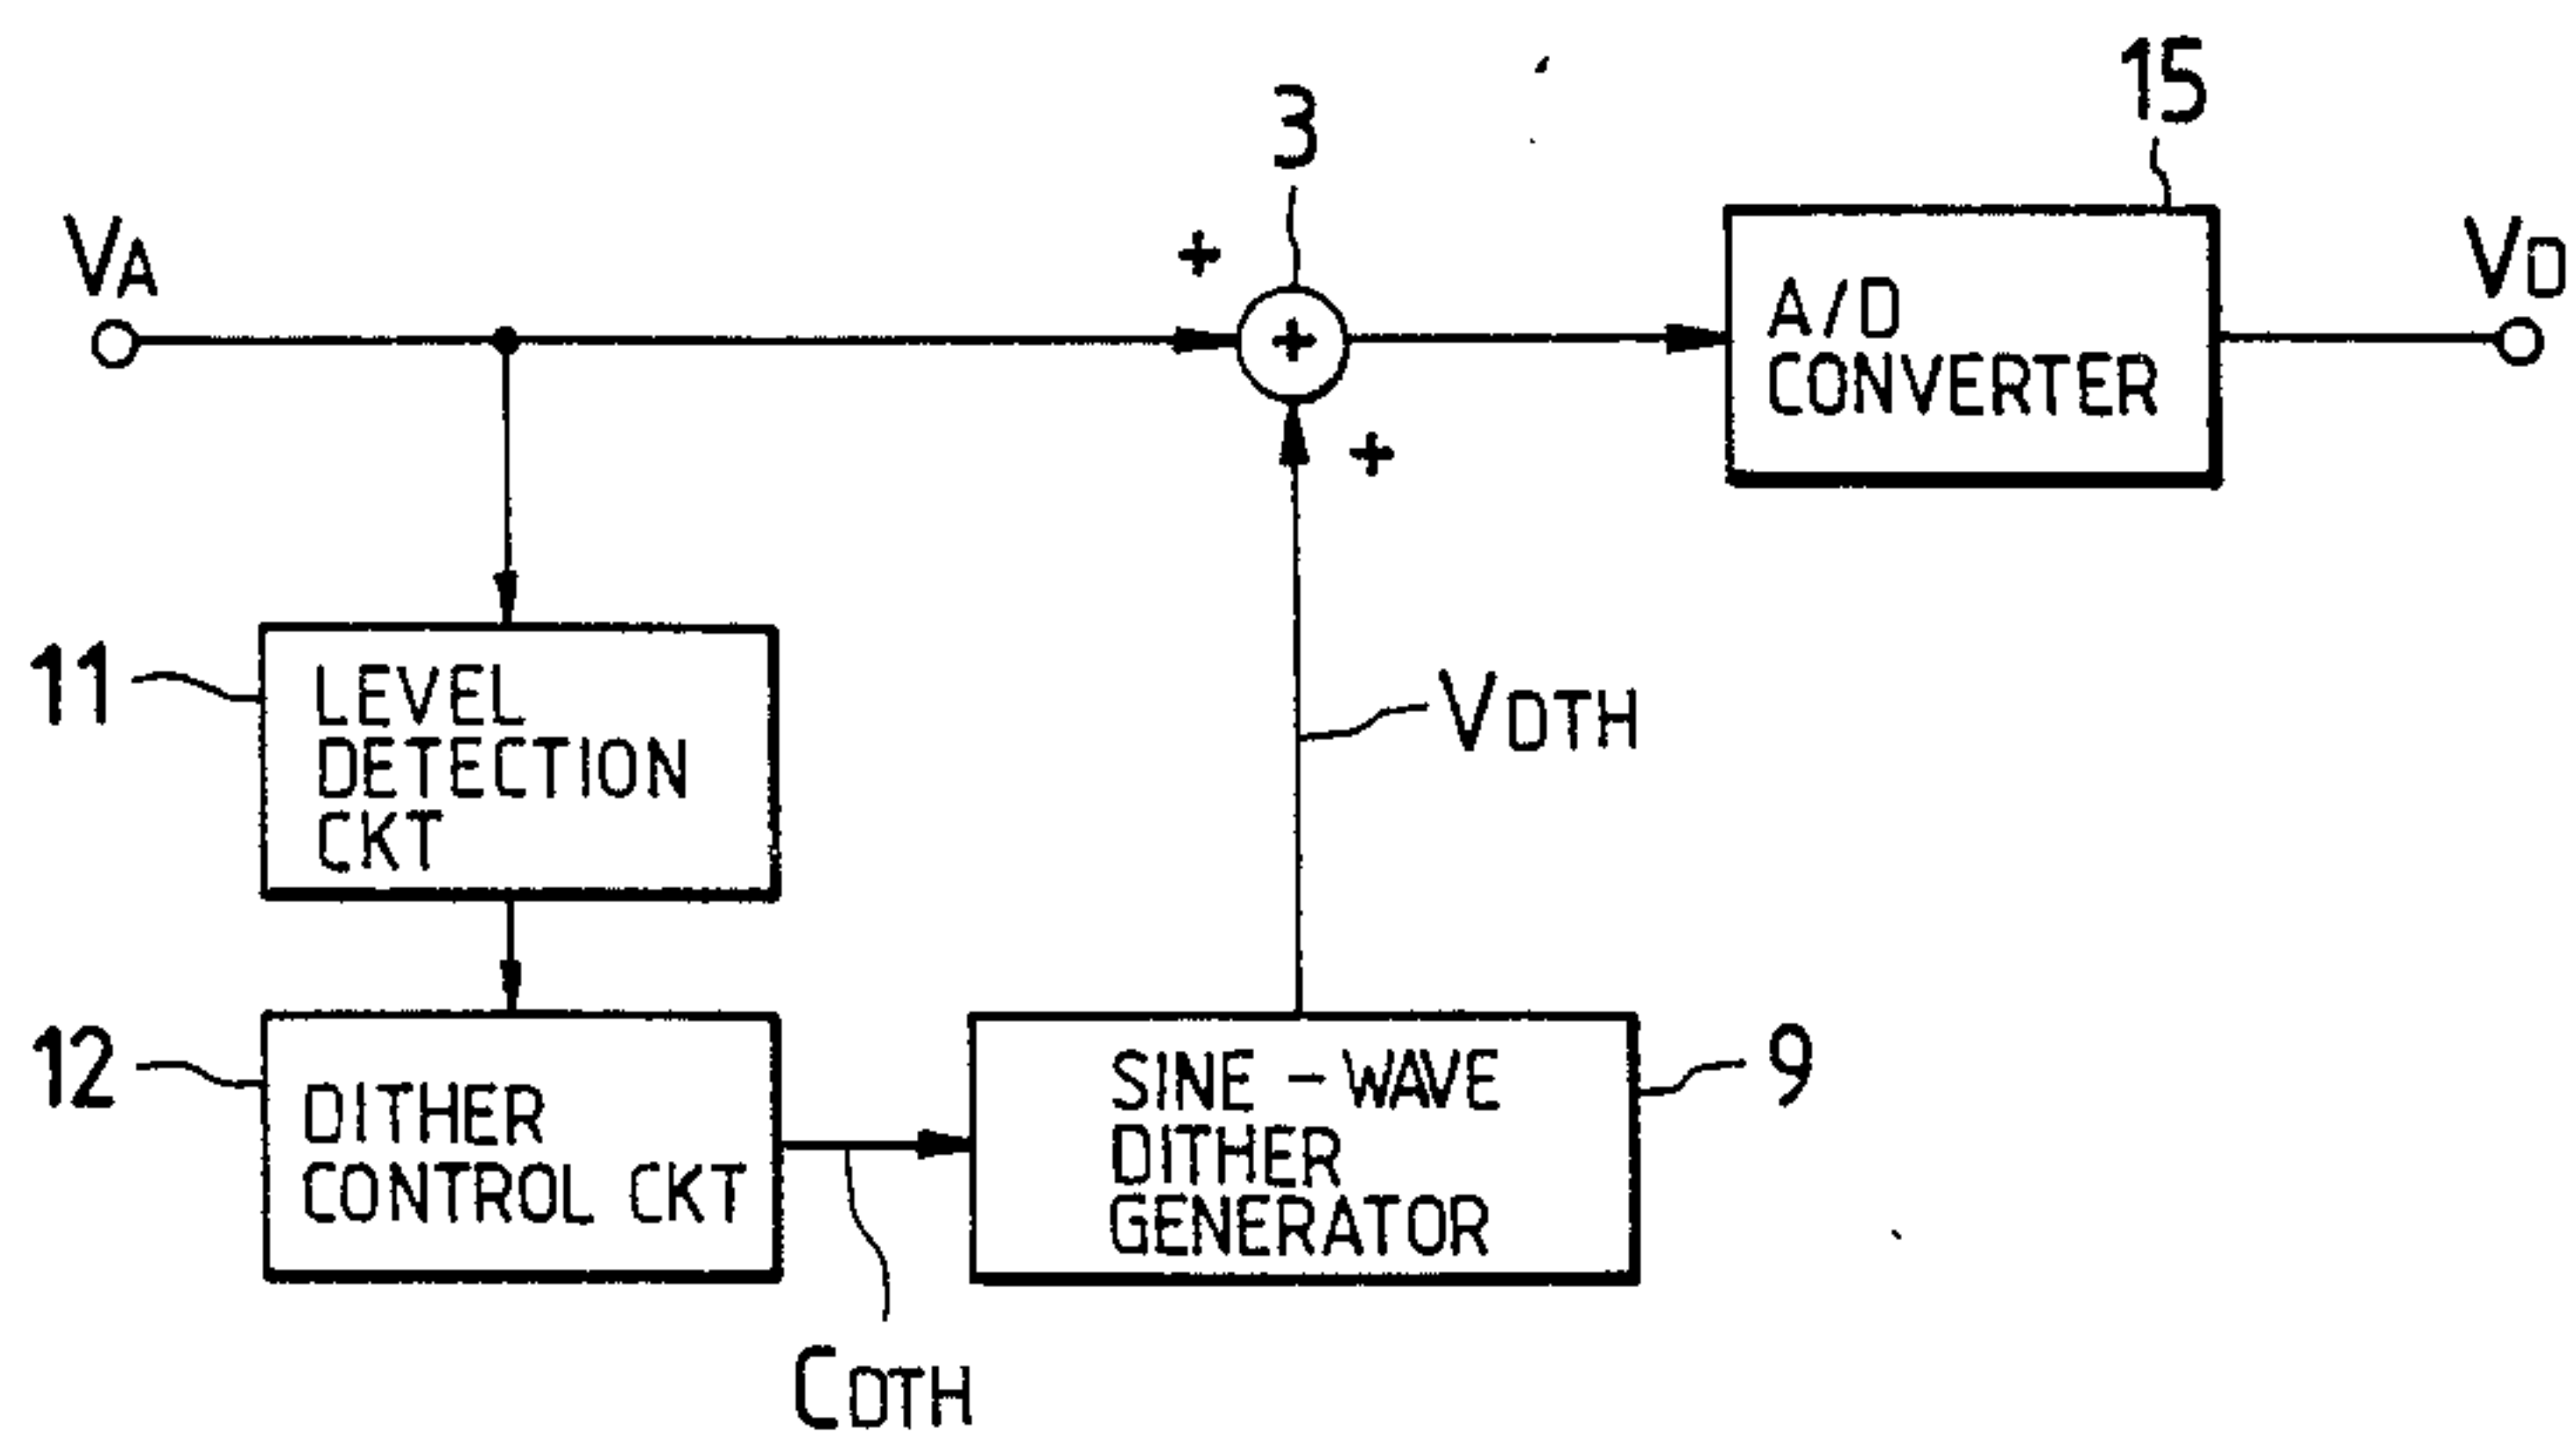 15
3
+
VA
A/D
CONVERTER
VD
+
+
11
LEVEL
DETECTION
CKT
VDTH
12
DITHER
CONTROL CKT
SINE-WAVE
DITHER
GENERATOR
9
CDTH